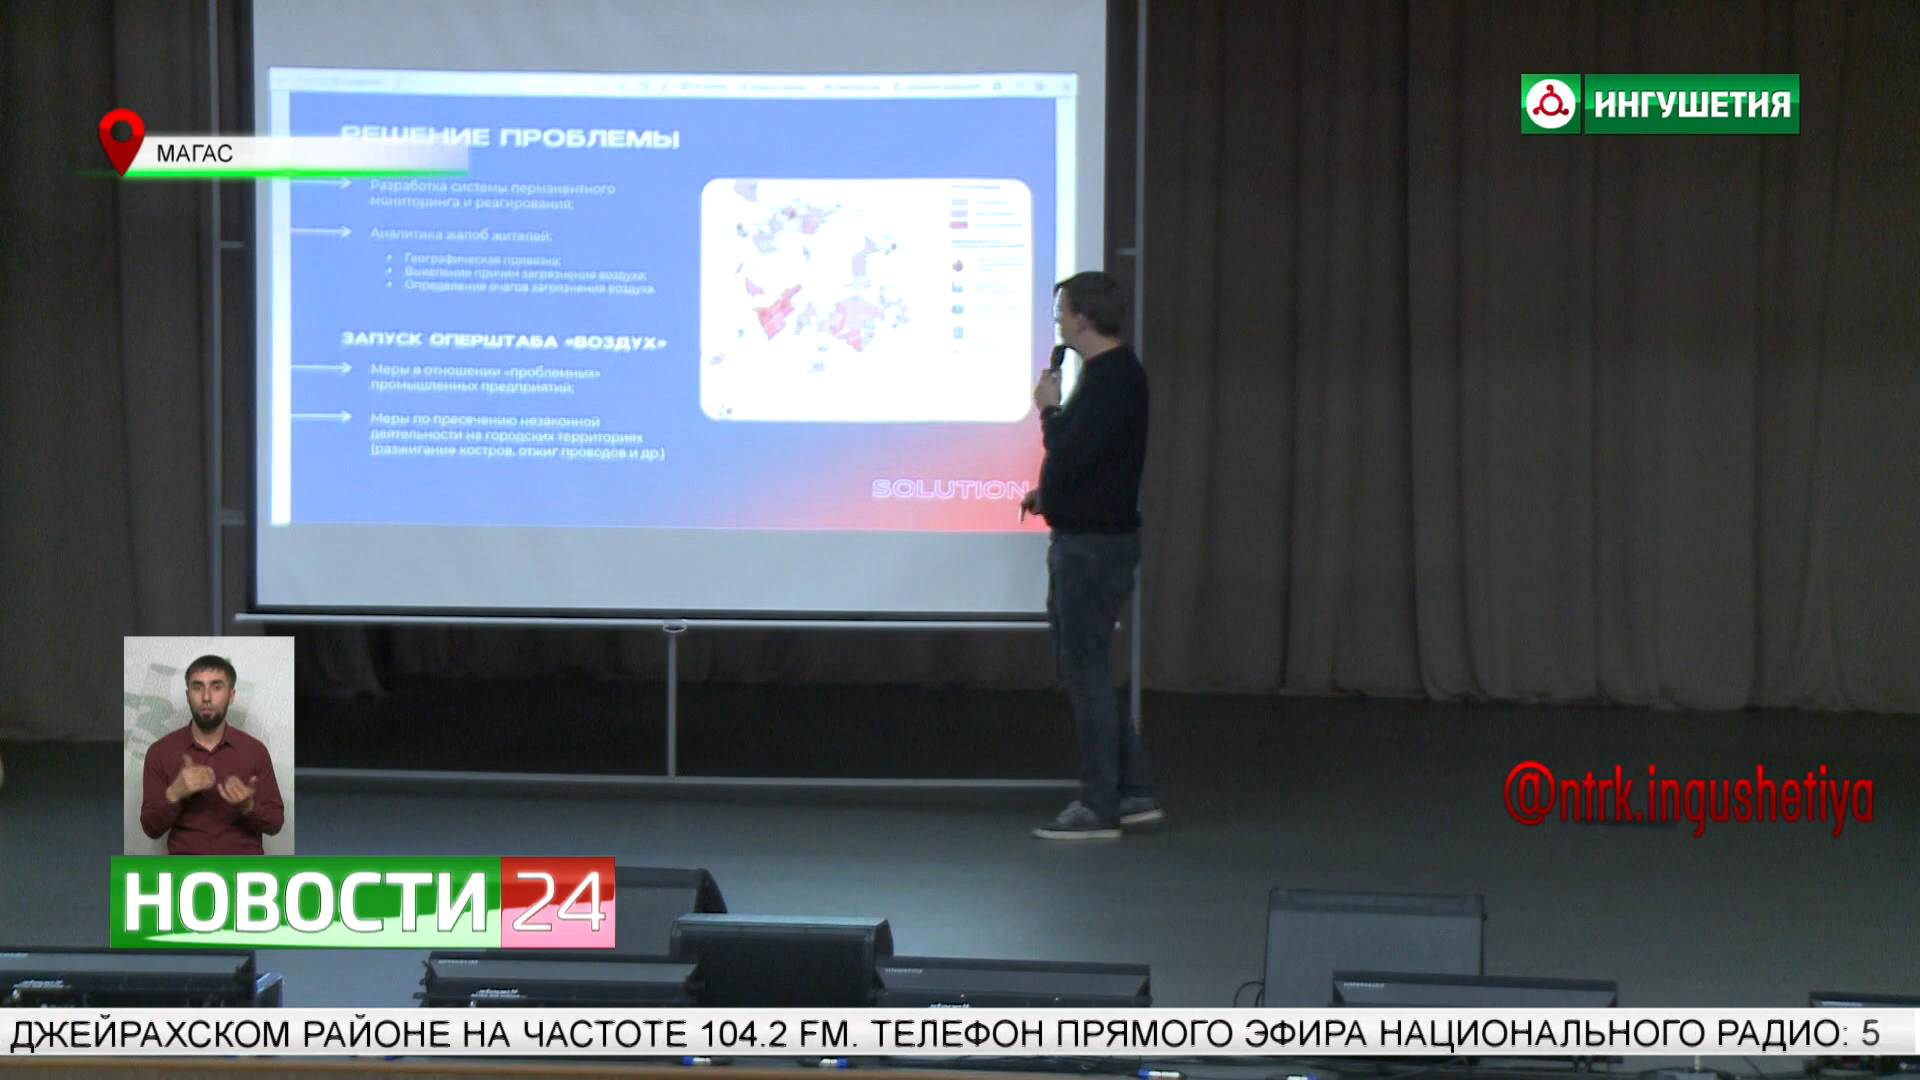 ИНГУШЕТИЯ
МАГАС
РЕШЕНИЕ ПРОБЛЕМЫ
Разработка системы перманентного
мониторинга и реагирования;
Аналитика жалоб жителей:
Географическая привязка;
Выявление причин загрязнения воздуха;
Определение очагов загрязнения воздуха.
ЗАПУСК ОПЕРШТАБА «ВОЗДУХ»
Меры в отношении «проблемных»
промышленных предприятий;
Меры по пресечению незаконной
деятельности на городских территориях
(разжигание костров, отжиг проводов и др.)
SOLUTION
@ntrk.ingushetiya
НОВОСТИ 24
ДЖЕЙРАХСКОМ РАЙОНЕ НА ЧАСТОТЕ 104.2 FM. ТЕЛЕФОН ПРЯМОГО ЭФИРА НАЦИОНАЛЬНОГО РАДИО: 5